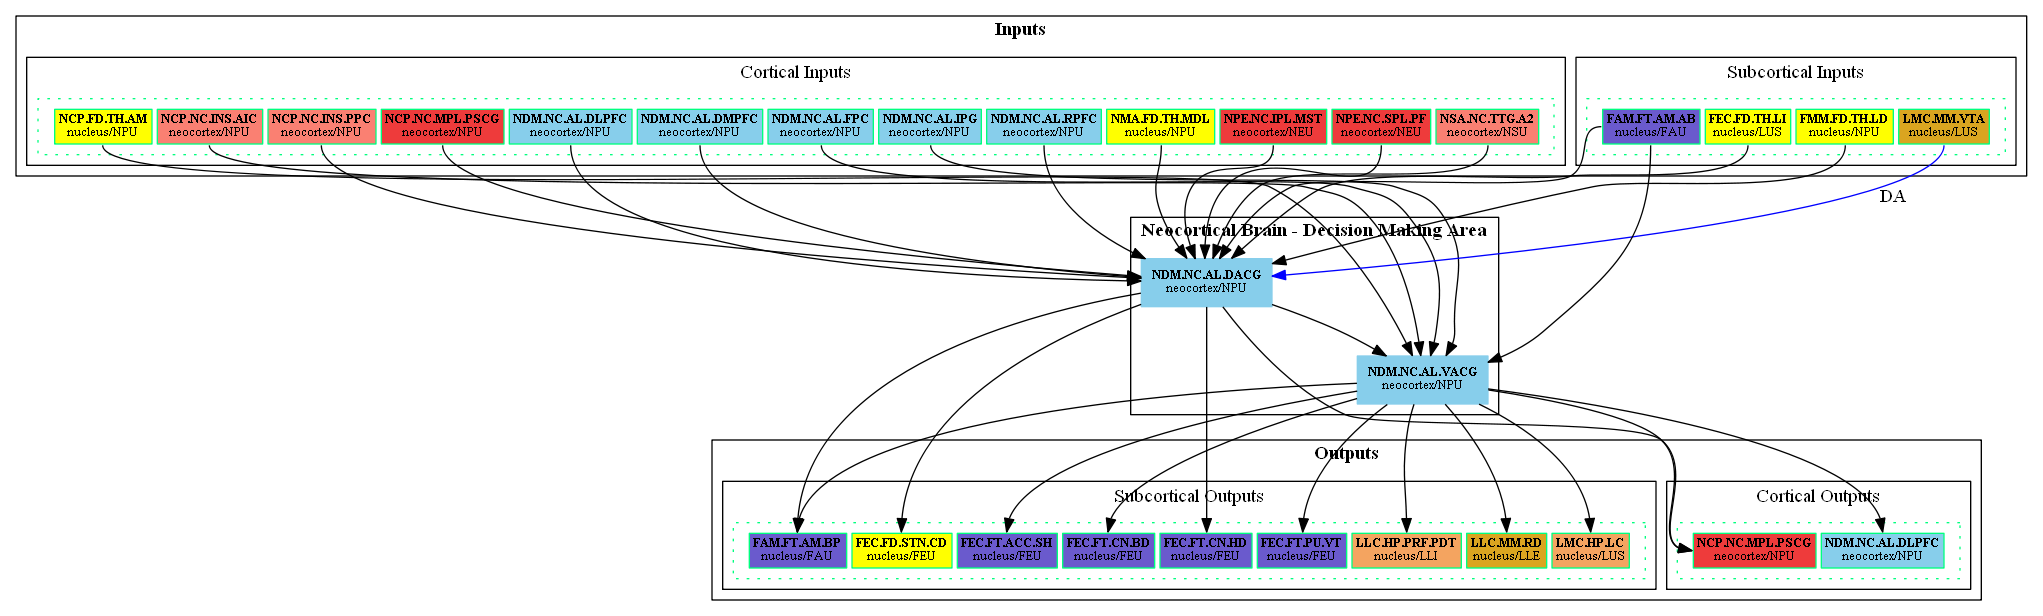 Inputs
Cortical Inputs
Subcortical Inputs
NCP.FD.TH.AM
nucleus/NPU
NCP.NC.INS.AIC
neocortex/NPU
NCP.NC.INS.PPC
neocortex/NPU
NCP.NC.MPL.PSCG
neocortex/NPU
NDM.NC.AL.DLPFC
neocortex/NPU
NDM.NC.AL.DMPFC
neocortex/NPU
NDM.NC.AL.FPC
neocortex/NPU
NDM.NC.AL.IPG
neocortex/NPU
NDM.NC.AL.RPFC
neocortex/NPU
NMA.FD.TH.MDL
nucleus/NPU
NPE.NC.IPL.MST
neocortex/NEU
NPE.NC.SPL.PF
neocortex/NEU
NSA.NC.TTG.A2
neocortex/NSU
FAM.FT.AM.AB
nucleus/FAU
FEC.FD.TH.LI
nucleus/LUS
FMM.FD.TH.LD
nucleus/NPU
LMC.MM.VTA
nucleus/LUS
DA
Neocortical Brain - Decision Making Area
NDM.NC.AL.DACG
neocortex/NPU
NDM.NC.AL.VACG
neocortex/NPU
Outputs
Subcortical Outputs
Cortical Outputs
FAM.FT.AM.BP
nucleus/FAU
FEC.FD.STN.CD
nucleus/FEU
FEC.FT.ACC.SH
nucleus/FEU
FEC.FT.CN.BD
nucleus/FEU
FEC.FT.CN.HD
nucleus/FEU
FEC.FT.PU.VT
nucleus/FEU
LLC.HP.PRF.PDT
nucleus/LLI
LLC.MM.RD
nucleus/LLE
LMC.HP.LC
nucleus/LUS
NCP.NC.MPL.PSCG
neocortex/NPU
NDM.NC.AL.DLPFC
neocortex/NPU